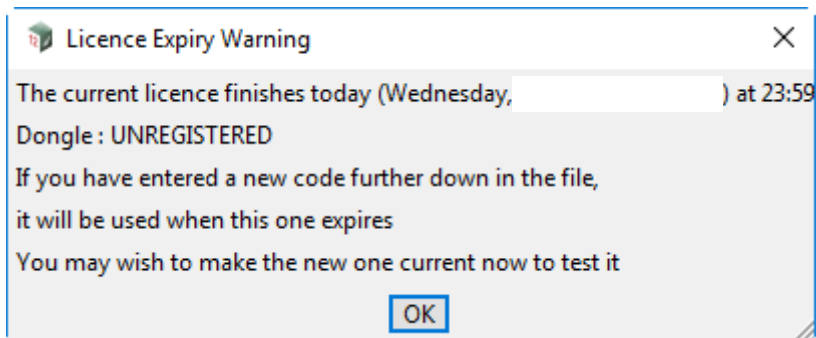 Licence Expiry Warning
The current licence finishes today (Wednesday, ) at 23:59
Dongle : UNREGISTERED
If you have entered a new code further down in the file,
it will be used when this one expires
You may wish to make the new one current now to test it
OK